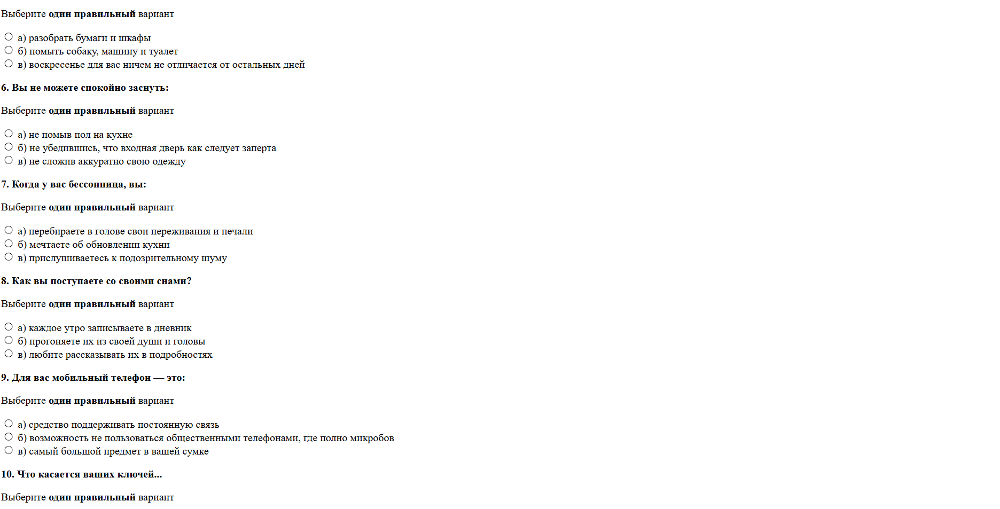 Выберите один правильный вариант
а) разобрать бумаги и шкафы
б) помыть собаку, машину и туалет
в) воскресенье для вас ничем не отличается от остальных дней
6. Вы не можете спокойно заснуть:
Выберите один правильный вариант
а) не помыв пол на кухне
б) не убедившись, что входная дверь как следует заперта
в) не сложив аккуратно свою одежду
7. Когда у вас бессонница, вы:
Выберите один правильный вариант
а) перебираете в голове свои переживания и печали
б) мечтаете об обновлении кухни
в) прислушиваетесь к подозрительному шуму
8. Как вы поступаете со своими снами?
Выберите один правильный вариант
а) каждое утро записываете в дневник
б) прогоняете их из своей души и головы
в) любите рассказывать их в подробностях
9. Для вас мобильный телефон — это:
Выберите один правильный вариант
а) средство поддерживать постоянную связь
б) возможность не пользоваться общественными телефонами, где полно микробов
в) самый большой предмет в вашей сумке
10. Что касается ваших ключей...
Выберите один правильный вариант